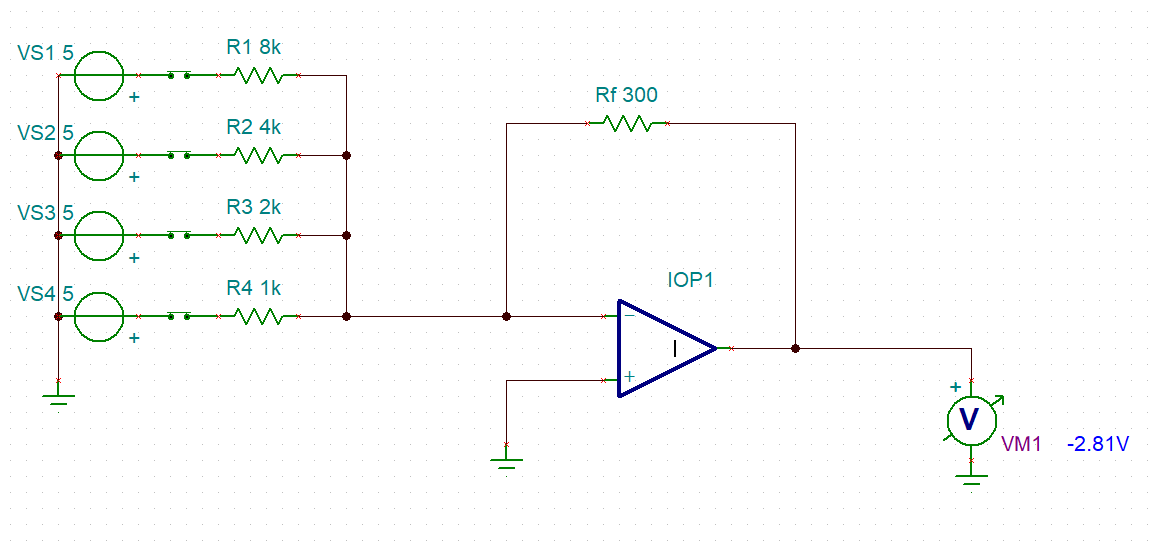 VS1 5
R1 8k
+
VS2 5
R2 4k
+
VS3 5
R3 2k
+
VS4 5
R4 1k
+
Rf 300
IOP1
−
I
+
+
V
VM1 -2.81V